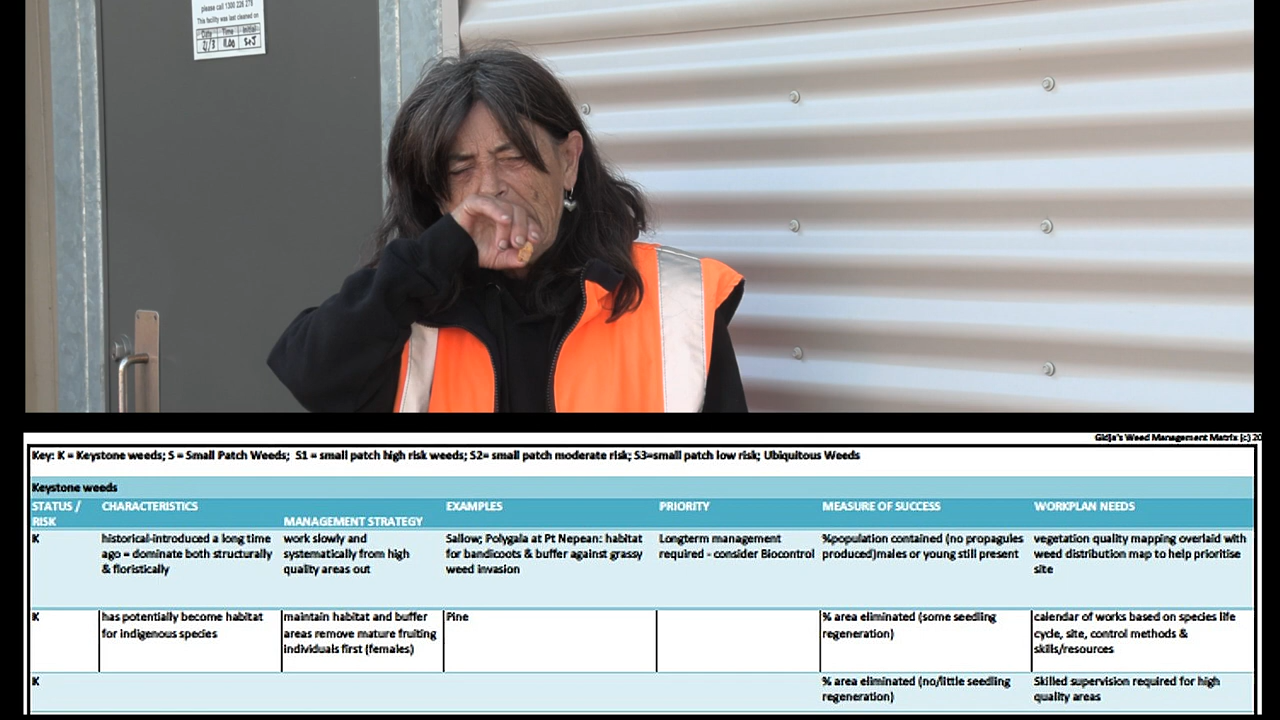 please call 1300 226 278
This facility was last cleaned on
Date Time Initial
21/3 11.00
Gidja's Weed Management Matrix (c) 20
Key: K = Keystone weeds; S = Small Patch Weeds; S1 = small patch high risk weeds; S2= small patch moderate risk; S3=small patch low risk; Ubiquitous Weeds
Keystone weeds
STATUS / RISK
CHARACTERISTICS
MANAGEMENT STRATEGY
EXAMPLES
PRIORITY
MEASURE OF SUCCESS
WORKPLAN NEEDS
K
historical-introduced a long time
ago = dominate both structurally
& floristically
work slowly and
systematically from high
quality areas out
Sallow; Polygala at Pt Nepean: habitat
for bandicoots & buffer against grassy
weed invasion
Longterm management
required - consider Biocontrol
%population contained (no propagules
produced)males or young still present
vegetation quality mapping overlaid with
weed distribution map to help prioritise
site
K
has potentially become habitat
for indigenous species
maintain habitat and buffer
areas remove mature fruiting
individuals first (females)
Pine
% area eliminated (some seedling
regeneration)
calendar of works based on species life
cycle, site, control methods &
skills/resources
K
% area eliminated (no/little seedling
regeneration)
Skilled supervision required for high
quality areas